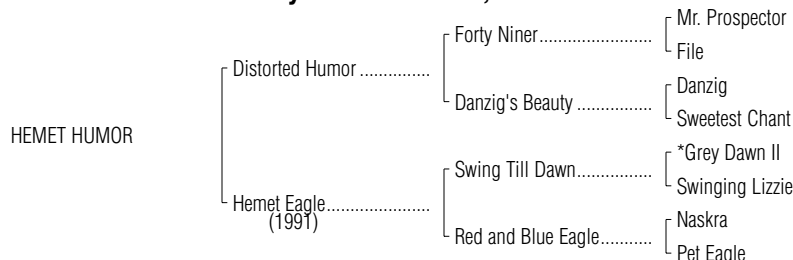 Mr. Prospector
Forty Niner......................
File
Distorted Humor ...............
Danzig
Danzig's Beauty ...............
Sweetest Chant
HEMET HUMOR
*Grey Dawn II
Swing Till Dawn...............
Swinging Lizzie
Hemet Eagle.....................
(1991)
Naskra
Red and Blue Eagle..........
Pet Eagle